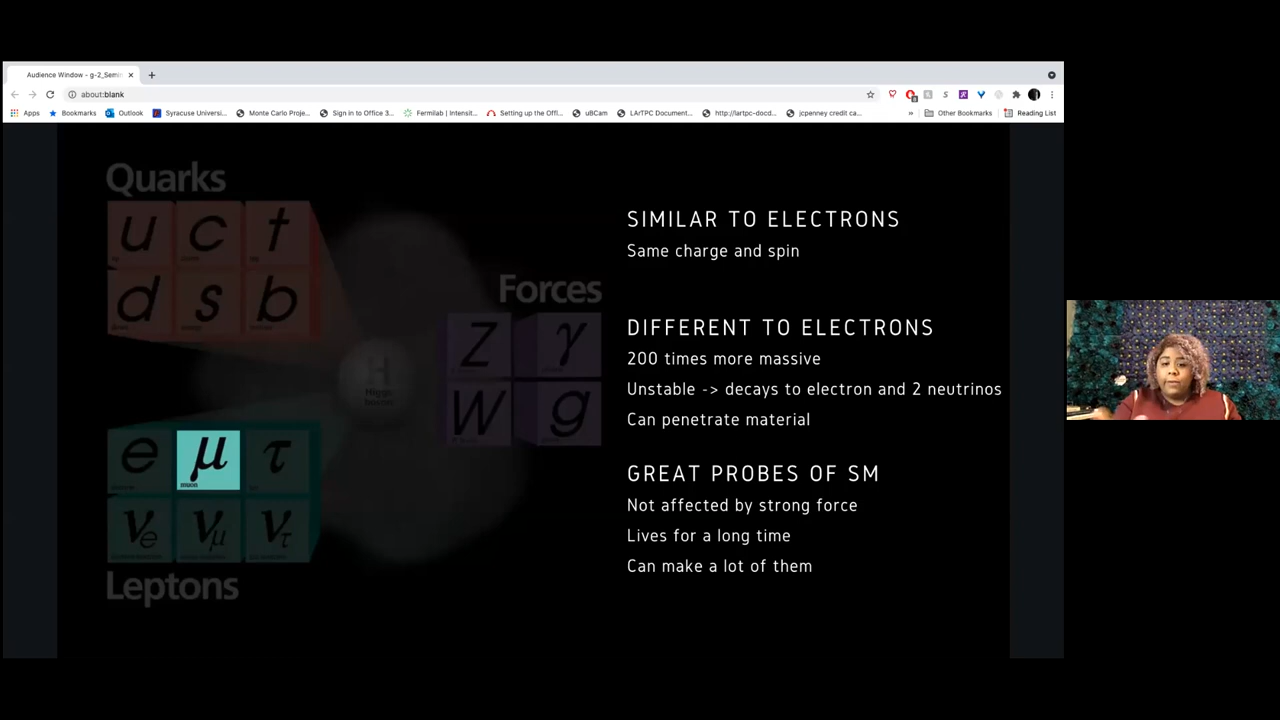 Audience Window - g-2_Semin
about:blank
Apps
Bookmarks
Outlook
Syracuse Universi...
Monte Carlo Proje...
Sign in to Office 3...
Fermilab | Intensit...
Setting up the Offi...
uBCam
LArTPC Document...
http://lartpc-docd...
jcpenney credit ca...
»
Other Bookmarks
Reading List
Quarks
u c t
d s b
Forces
Z γ
W g
H
Higgs
boson
e μ τ
muon
νe νμ ντ
Leptons
SIMILAR TO ELECTRONS
Same charge and spin
DIFFERENT TO ELECTRONS
200 times more massive
Unstable -> decays to electron and 2 neutrinos
Can penetrate material
GREAT PROBES OF SM
Not affected by strong force
Lives for a long time
Can make a lot of them